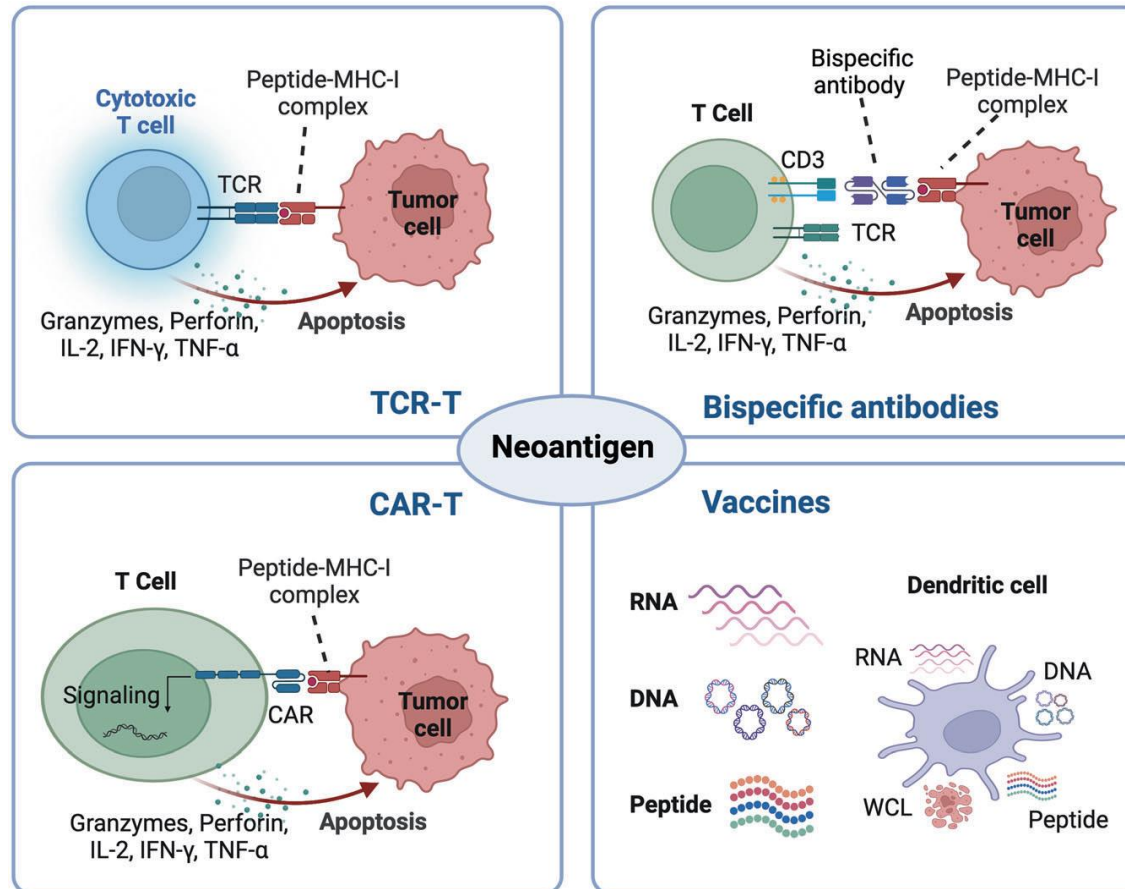 Cytotoxic
T cell
Peptide-MHC-I
complex
TCR
Tumor
cell
Granzymes, Perforin,
IL-2, IFN-γ, TNF-α
Apoptosis
TCR-T
T Cell
Bispecific
antibody
Peptide-MHC-I
complex
CD3
TCR
Tumor
cell
Granzymes, Perforin,
IL-2, IFN-γ, TNF-α
Apoptosis
Bispecific antibodies
Neoantigen
CAR-T
T Cell
Peptide-MHC-I
complex
Signaling
CAR
Tumor
cell
Granzymes, Perforin,
IL-2, IFN-γ, TNF-α
Apoptosis
Vaccines
RNA
DNA
Peptide
Dendritic cell
RNA
DNA
WCL
Peptide